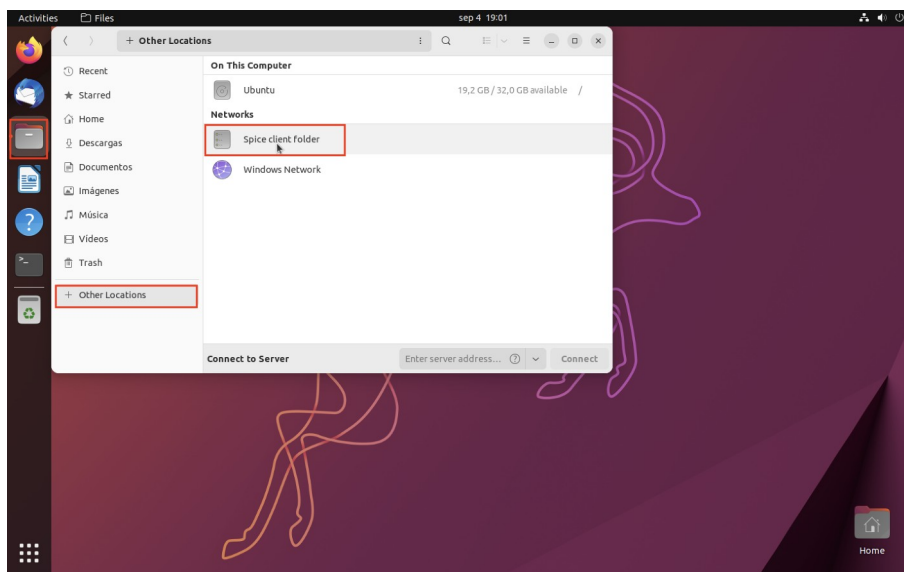 Activities Files sep 4 19:01
+ Other Locations
Recent
Starred
Home
Descargas
Documentos
Imágenes
Música
Vídeos
Trash
+ Other Locations
On This Computer
Ubuntu 19,2 GB / 32,0 GB available /
Networks
Spice client folder
Windows Network
Connect to Server Enter server address... Connect
Home